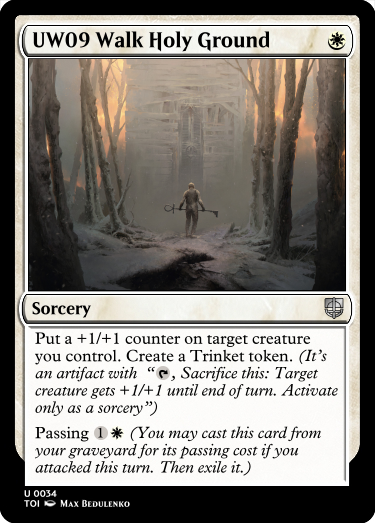 UW09 Walk Holy Ground
Sorcery
Put a +1/+1 counter on target creature
you control. Create a Trinket token. (It's
an artifact with “, Sacrifice this: Target
creature gets +1/+1 until end of turn. Activate
only as a sorcery”)
Passing 1 (You may cast this card from
your graveyard for its passing cost if you
attacked this turn. Then exile it.)
U 0034
TOI Max Bedulenko